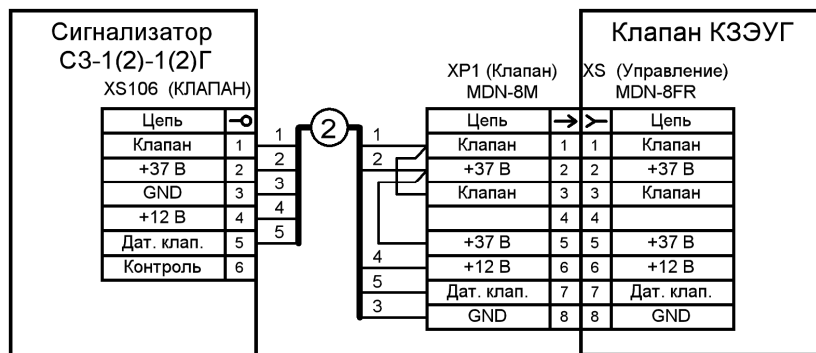 Сигнализатор
СЗ-1(2)-1(2)Г
XS106 (КЛАПАН)
Цепь
Клапан 1
+37 В 2
GND 3
+12 В 4
Дат. клап. 5
Контроль 6
1
2
3
4
5
2
1
2
4
5
3
XP1 (Клапан)
MDN-8M
Цепь
Клапан 1
+37 В 2
Клапан 3
4
+37 В 5
+12 В 6
Дат. клап. 7
GND 8
Клапан КЗЭУГ
XS (Управление)
MDN-8FR
Цепь
1 Клапан
2 +37 В
3 Клапан
4
5 +37 В
6 +12 В
7 Дат. клап.
8 GND